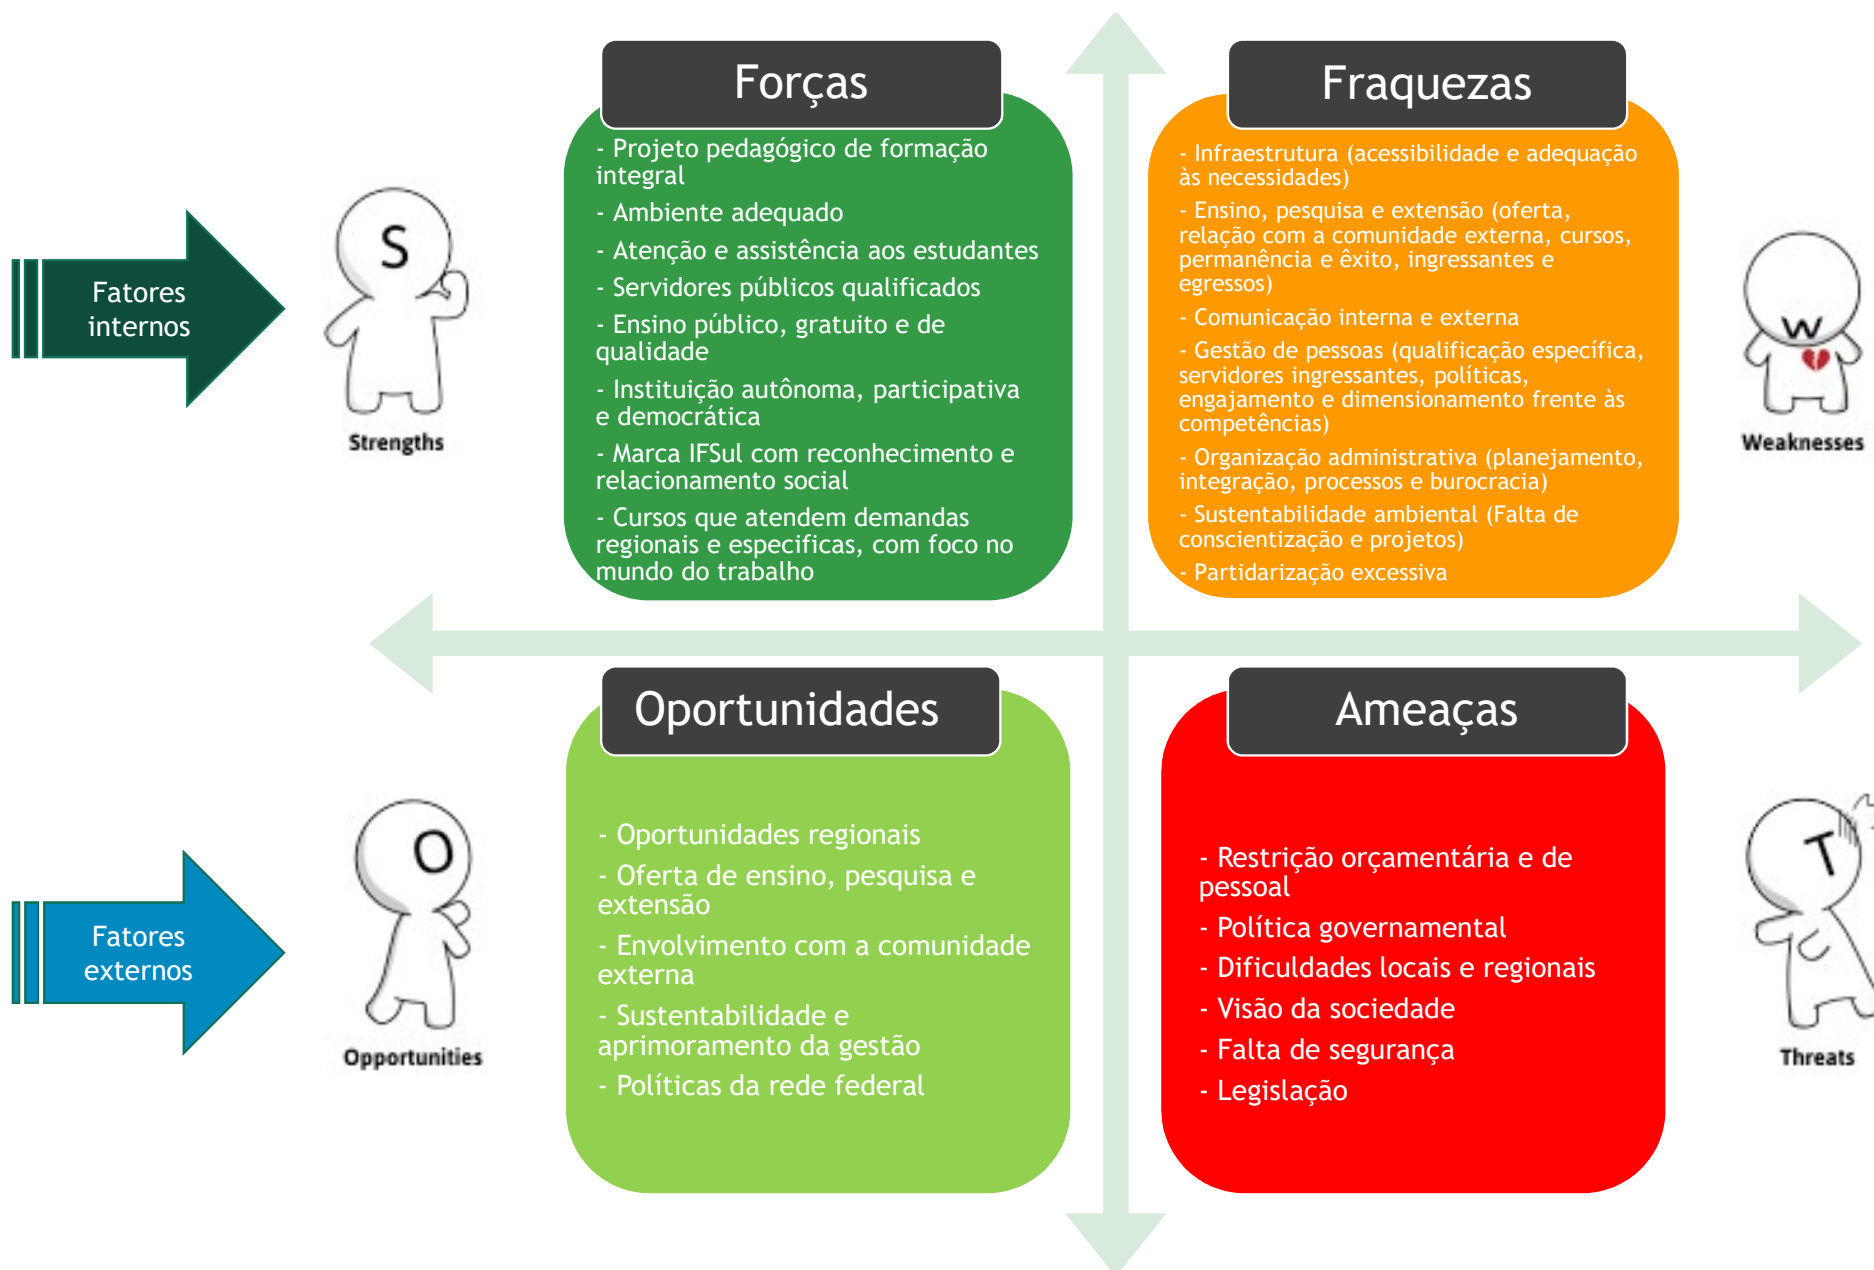 Forças
- Projeto pedagógico de formação
integral
- Ambiente adequado
- Atenção e assistência aos estudantes
- Servidores públicos qualificados
- Ensino público, gratuito e de
qualidade
- Instituição autônoma, participativa
e democrática
- Marca IFSul com reconhecimento e
relacionamento social
- Cursos que atendem demandas
regionais e especificas, com foco no
mundo do trabalho
Fraquezas
- Infraestrutura (acessibilidade e adequação
às necessidades)
- Ensino, pesquisa e extensão (oferta,
relação com a comunidade externa, cursos,
permanência e êxito, ingressantes e
egressos)
- Comunicação interna e externa
- Gestão de pessoas (qualificação específica,
servidores ingressantes, políticas,
engajamento e dimensionamento frente às
competências)
- Organização administrativa (planejamento,
integração, processos e burocracia)
- Sustentabilidade ambiental (Falta de
conscientização e projetos)
- Partidarização excessiva
Fatores
internos
S
Strengths
W
Weaknesses
Oportunidades
- Oportunidades regionais
- Oferta de ensino, pesquisa e
extensão
- Envolvimento com a comunidade
externa
- Sustentabilidade e
aprimoramento da gestão
- Políticas da rede federal
Ameaças
- Restrição orçamentária e de
pessoal
- Política governamental
- Dificuldades locais e regionais
- Visão da sociedade
- Falta de segurança
- Legislação
Fatores
externos
O
Opportunities
T
Threats